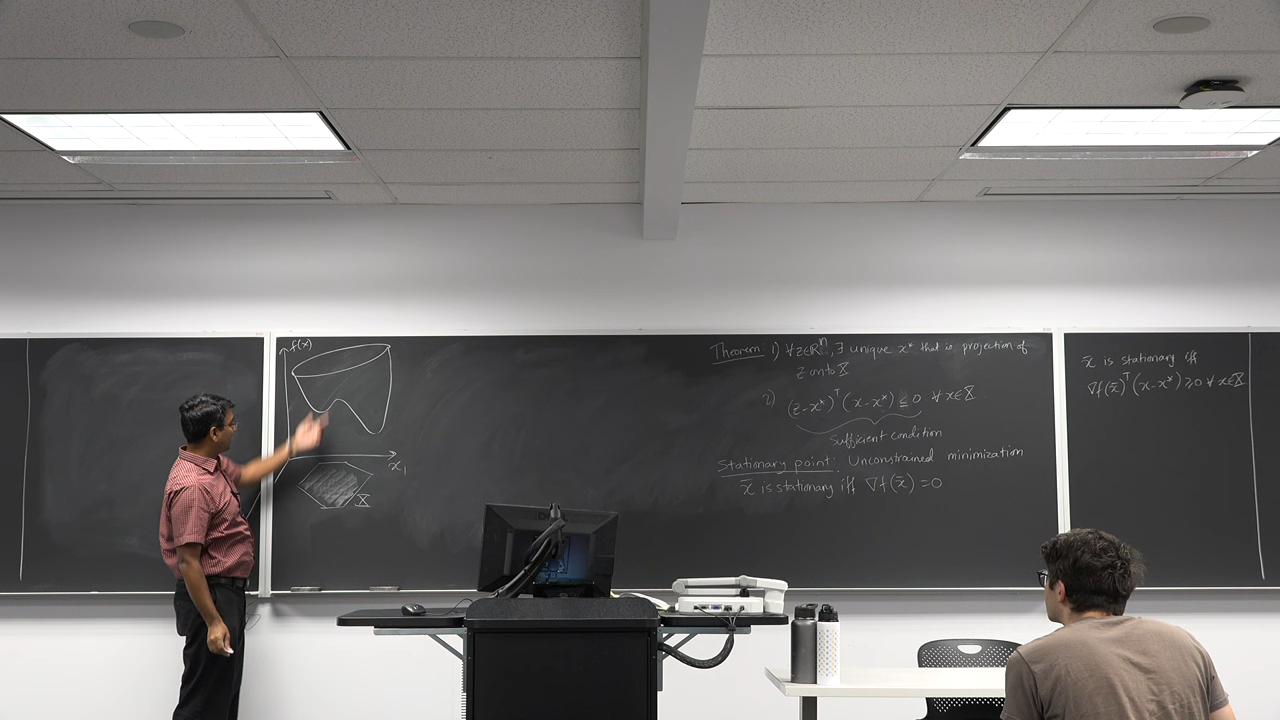 f(x)
x₁
X
Theorem: 1) ∀z∈ℝⁿ, ∃ unique x* that is projection of
z onto X
2) (z-x*)ᵀ(x-x*) ≤ 0 ∀ x∈X
Sufficient condition
Stationary point: Unconstrained minimization
x̄ is stationary iff ∇f(x̄) = 0
x̄ is stationary iff
∇f(x̄)ᵀ(x-x*) ≥ 0 ∀ x∈X